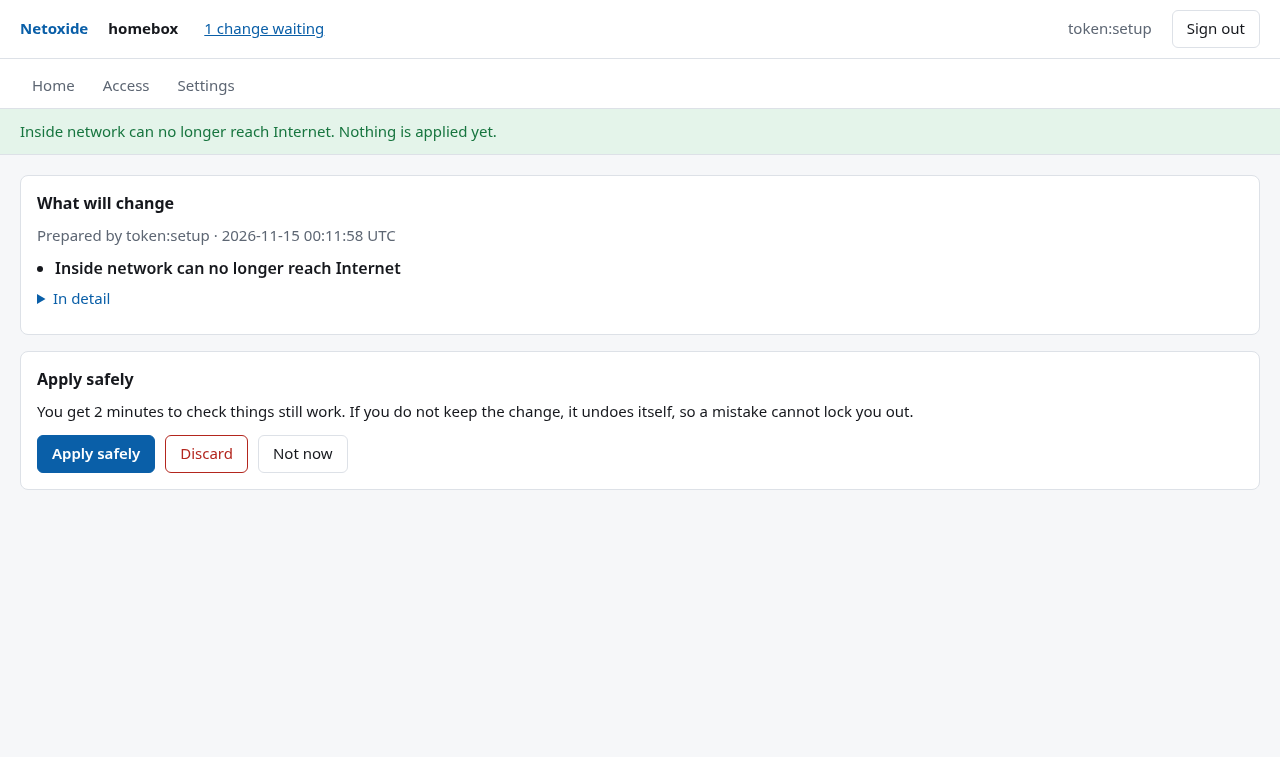 Netoxide homebox 1 change waiting token:setup Sign out
Home Access Settings
Inside network can no longer reach Internet. Nothing is applied yet.
What will change
Prepared by token:setup · 2026-11-15 00:11:58 UTC
• Inside network can no longer reach Internet
▶ In detail
Apply safely
You get 2 minutes to check things still work. If you do not keep the change, it undoes itself, so a mistake cannot lock you out.
Apply safely Discard Not now